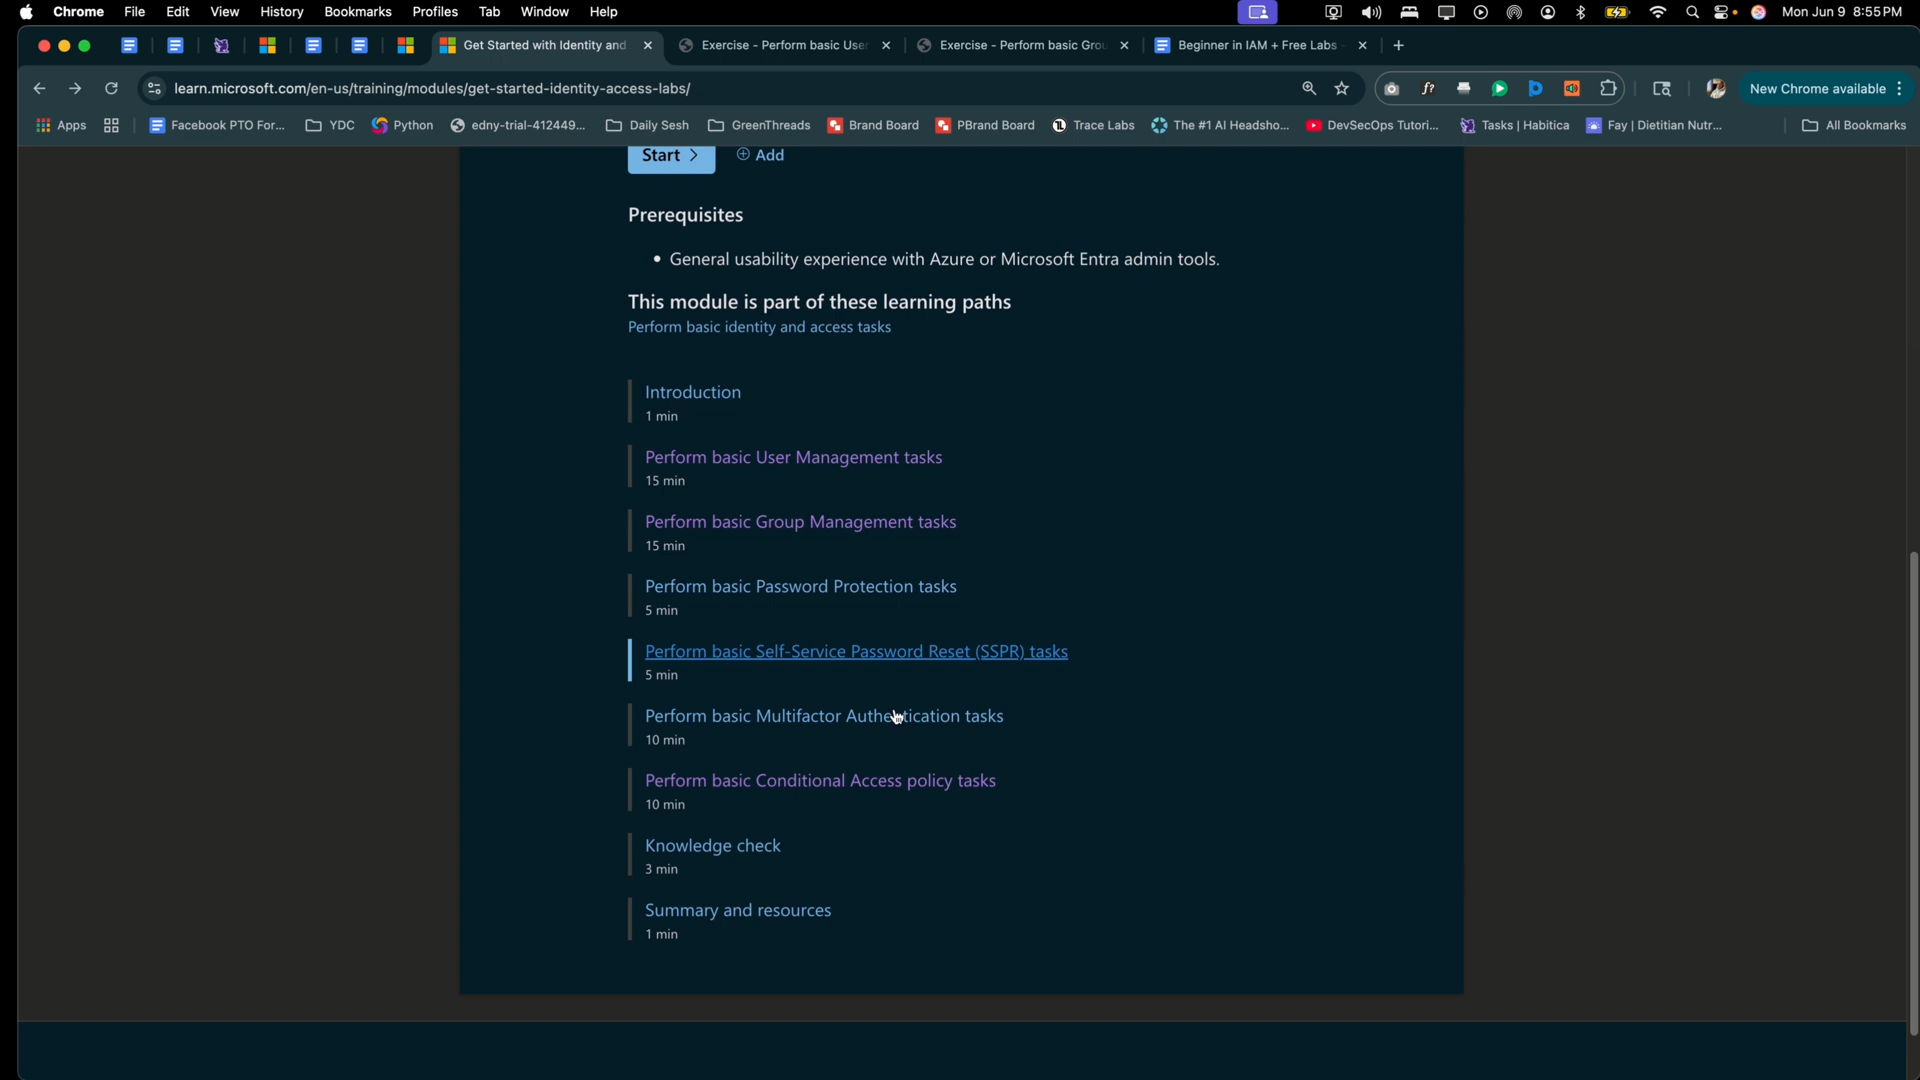 Chrome File Edit View History Bookmarks Profiles Tab Window Help Mon Jun 9 8:55 PM
Get Started with Identity and Exercise - Perform basic Use Exercise - Perform basic Grou Beginner in IAM + Free Labs -
learn.microsoft.com/en-us/training/modules/get-started-identity-access-labs/ f? New Chrome available
Apps Facebook PTO For... YDC Python edny-trial-412449... Daily Sesh GreenThreads Brand Board PBrand Board Trace Labs The #1 AI Headsho... DevSecOps Tutori... Tasks | Habitica Fay | Dietitian Nutr... All Bookmarks
Start Add
Prerequisites
• General usability experience with Azure or Microsoft Entra admin tools.
This module is part of these learning paths
Perform basic identity and access tasks
Introduction
1 min
Perform basic User Management tasks
15 min
Perform basic Group Management tasks
15 min
Perform basic Password Protection tasks
5 min
Perform basic Self-Service Password Reset (SSPR) tasks
5 min
Perform basic Multifactor Authentication tasks
10 min
Perform basic Conditional Access policy tasks
10 min
Knowledge check
3 min
Summary and resources
1 min